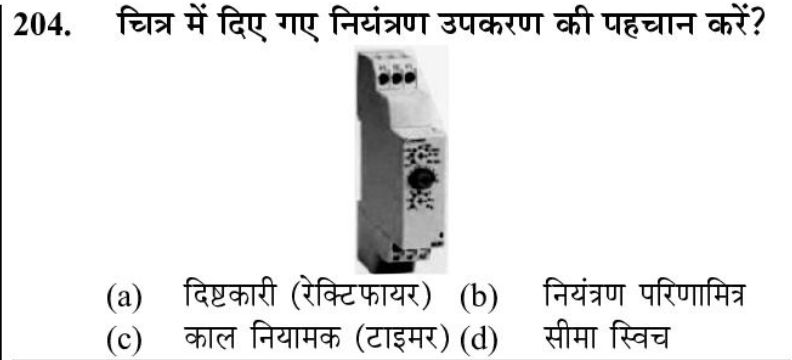 204. चित्र में दिए गए नियंत्रण उपकरण की पहचान करें?
(a) दिष्टकारी (रेक्टिफायर) (b) नियंत्रण परिणामित्र
(c) काल नियामक (टाइमर) (d) सीमा स्विच